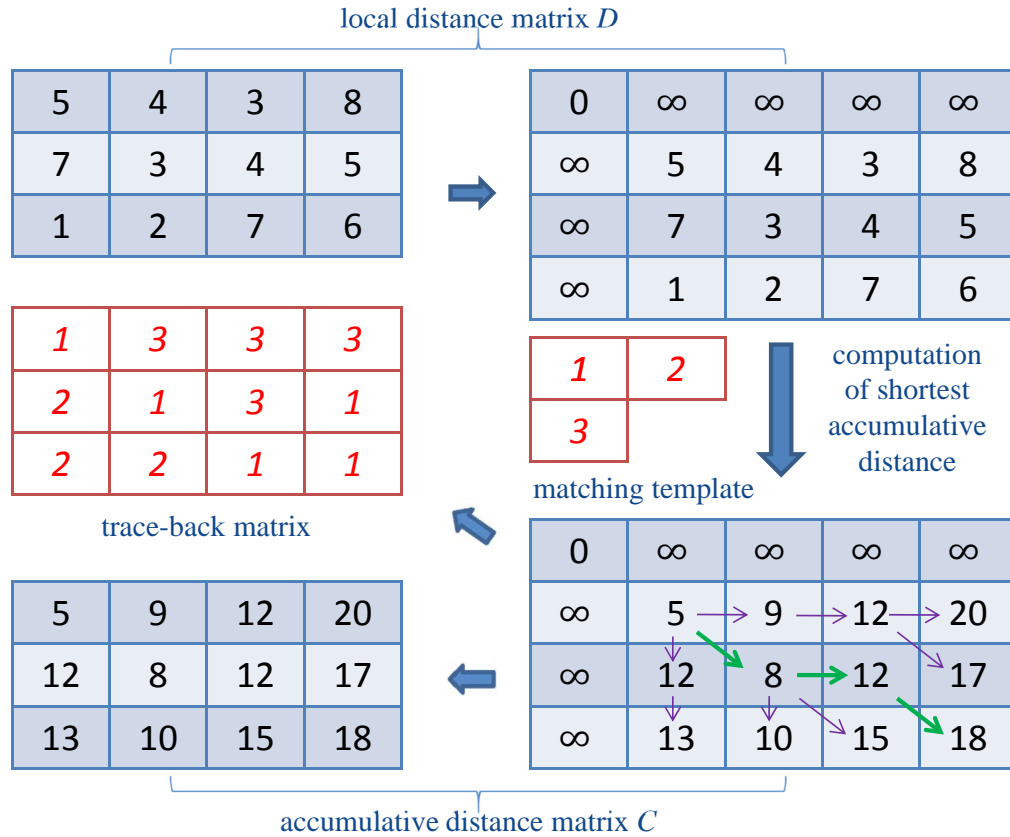 local distance matrix D
5 4 3 8
7 3 4 5
1 2 7 6
0 ∞ ∞ ∞ ∞
∞ 5 4 3 8
∞ 7 3 4 5
∞ 1 2 7 6
1 3 3 3
2 1 3 1
2 2 1 1
trace-back matrix
1 2
3
matching template
computation
of shortest
accumulative
distance
5 9 12 20
12 8 12 17
13 10 15 18
0 ∞ ∞ ∞ ∞
∞ 5 9 12 20
∞ 12 8 12 17
∞ 13 10 15 18
accumulative distance matrix C